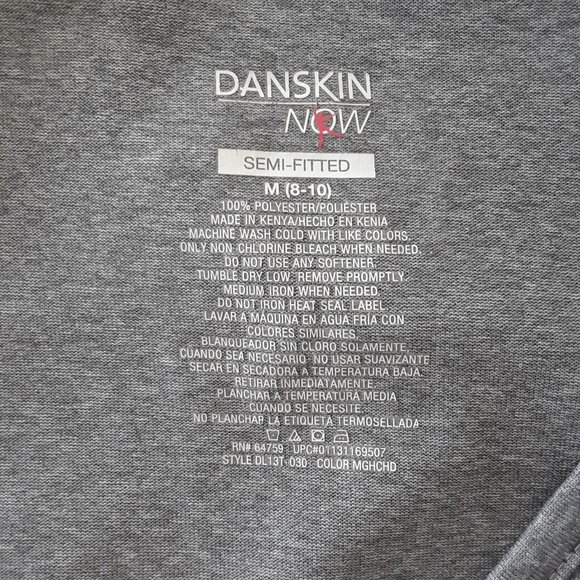 DANSKIN
NOW
SEMI-FITTED
M (8-10)
100% POLYESTER/POLIÉSTER
MADE IN KENYA/HECHO EN KENIA
MACHINE WASH COLD WITH LIKE COLORS.
ONLY NON CHLORINE BLEACH WHEN NEEDED.
DO NOT USE ANY SOFTENER.
TUMBLE DRY LOW. REMOVE PROMPTLY.
MEDIUM IRON WHEN NEEDED.
DO NOT IRON HEAT SEAL LABEL.
LAVAR A MÁQUINA EN AGUA FRÍA CON
COLORES SIMILARES.
BLANQUEADOR SIN CLORO SOLAMENTE,
CUANDO SEA NECESARIO NO USAR SUAVIZANTE
SECAR EN SECADORA A TEMPERATURA BAJA.
RETIRAR INMEDIATAMENTE.
PLANCHAR A TEMPERATURA MEDIA
CUANDO SE NECESITE.
NO PLANCHAR LA ETIQUETA TERMOSELLADA
RN# 64759 UPC#01131169507
STYLE DL13T-030 COLOR MGHCHD